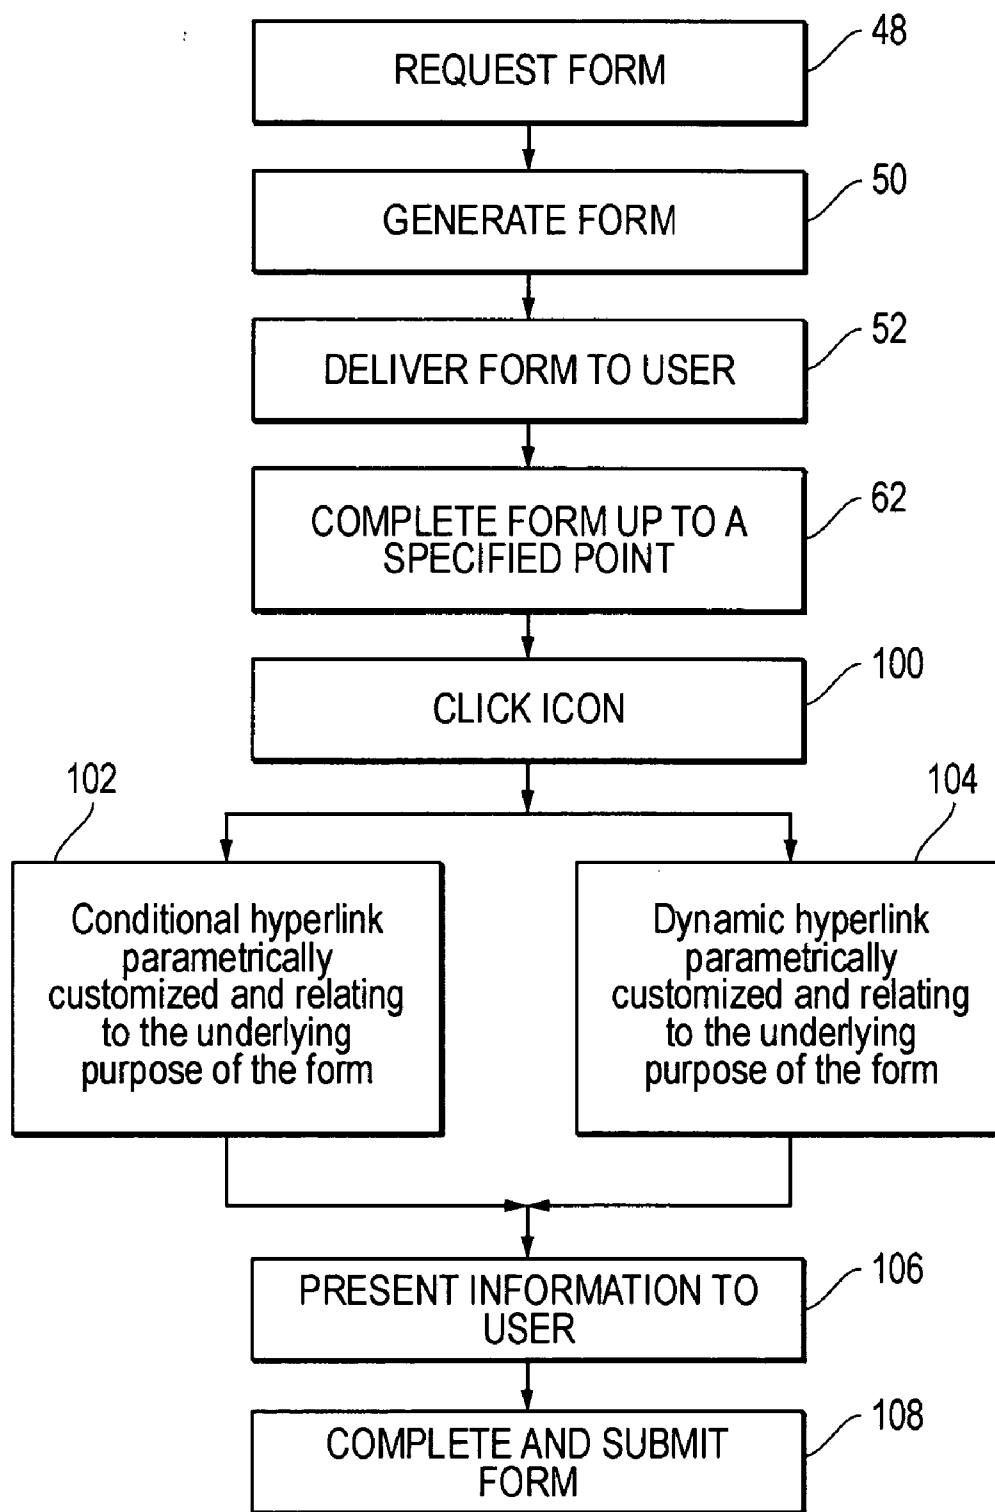 48
REQUEST FORM
50
GENERATE FORM
52
DELIVER FORM TO USER
62
COMPLETE FORM UP TO A
SPECIFIED POINT
100
CLICK ICON
102
104
Conditional hyperlink
parametrically
customized and relating
to the underlying
purpose of the form
Dynamic hyperlink
parametrically
customized and relating
to the underlying
purpose of the form
106
PRESENT INFORMATION TO
USER
108
COMPLETE AND SUBMIT
FORM